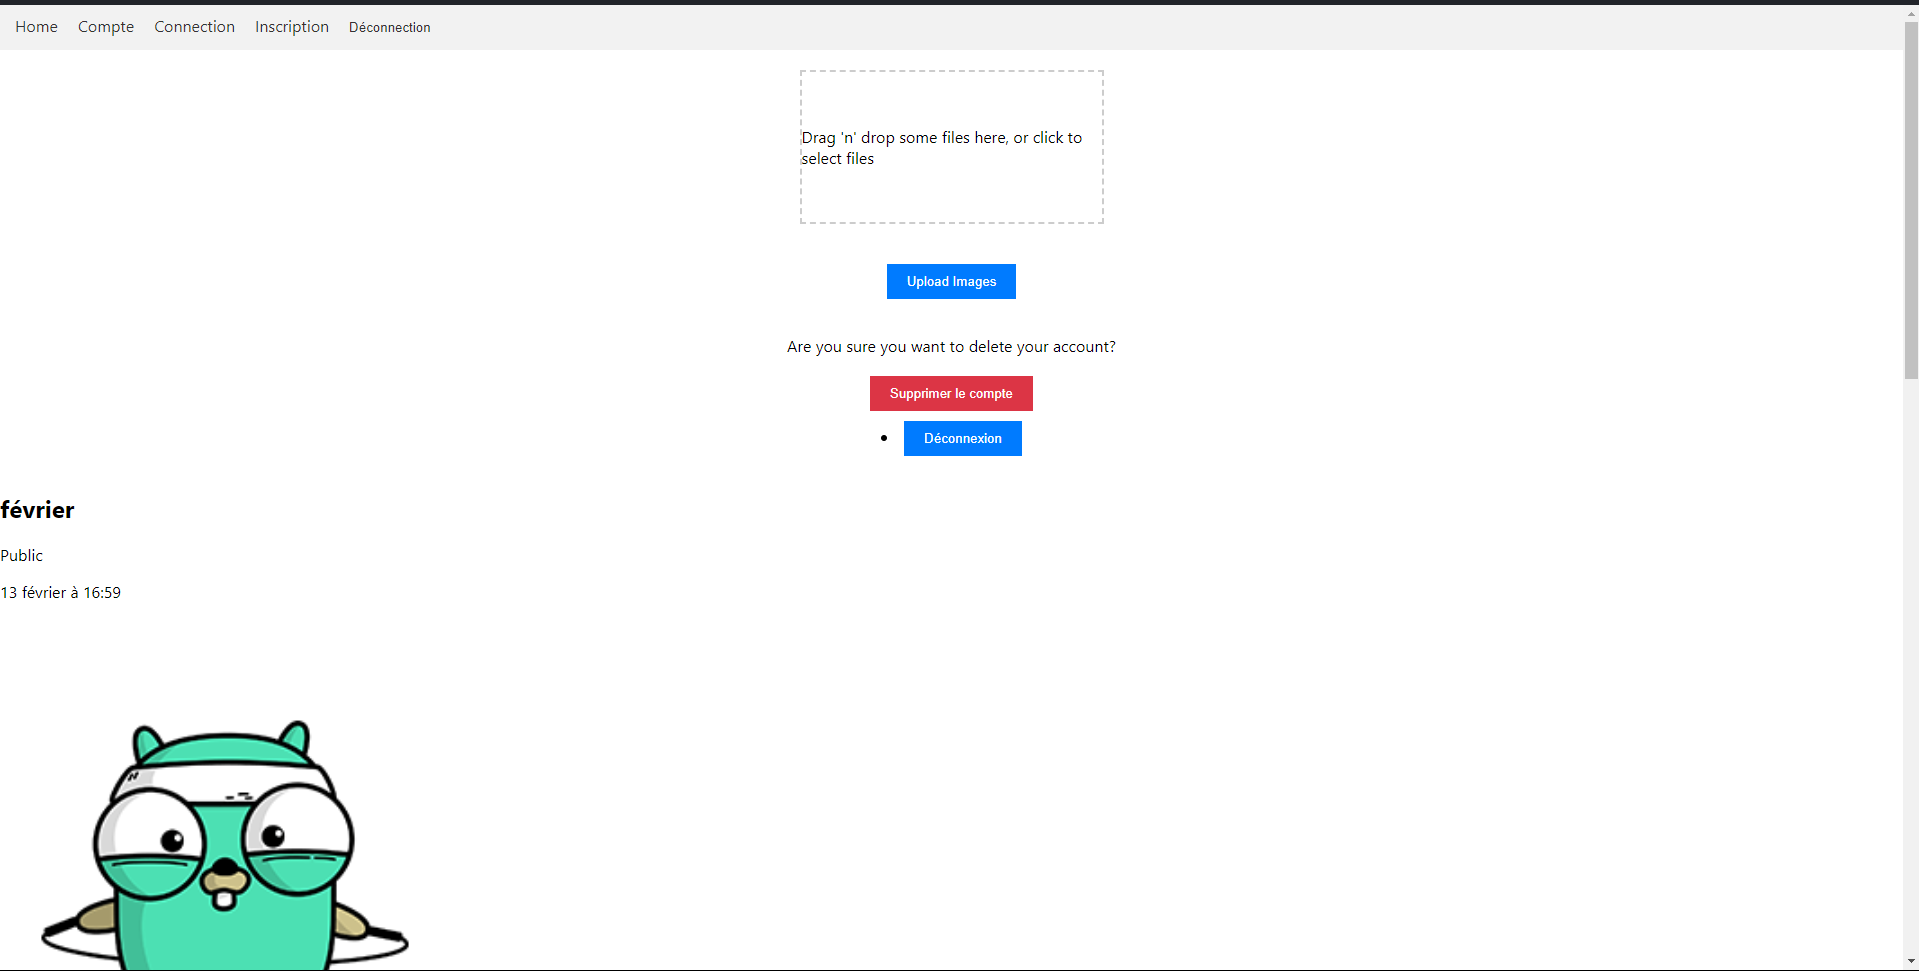 Home Compte Connection Inscription Déconnection
Drag 'n' drop some files here, or click to
select files
Upload Images
Are you sure you want to delete your account?
Supprimer le compte
Déconnexion
février
Public
13 février à 16:59